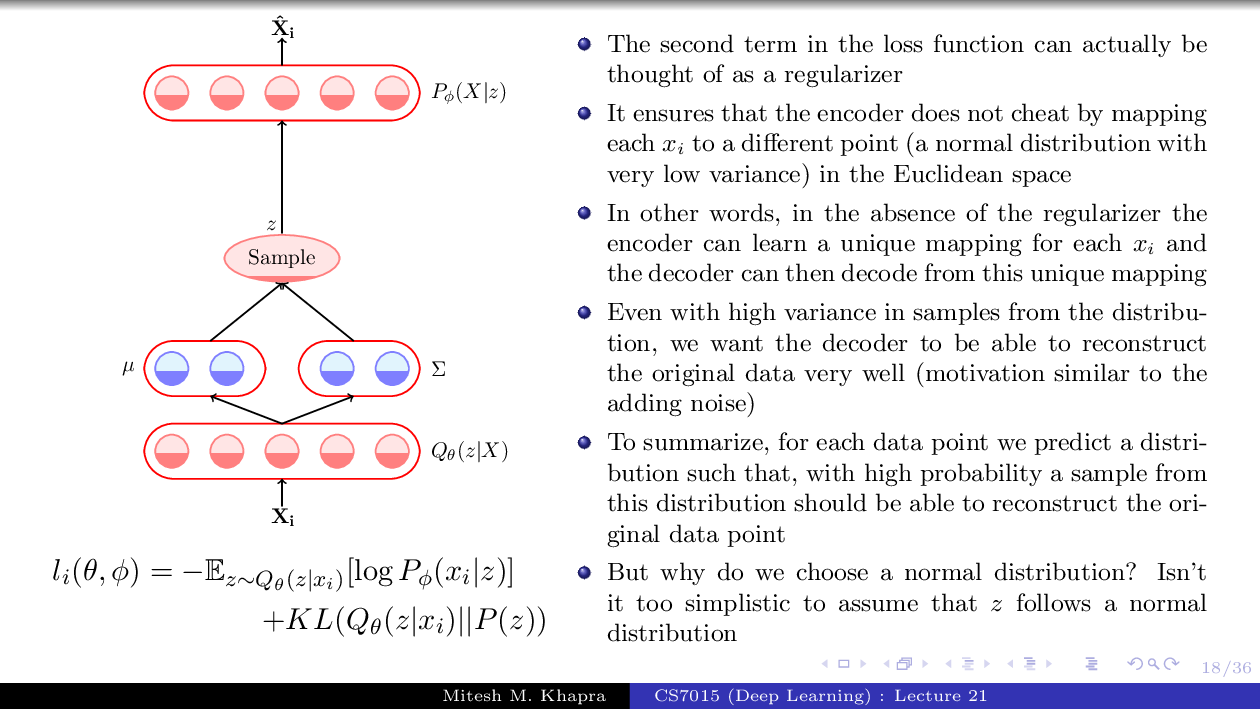 X̂ᵢ
P_ϕ(X|z)
z
Sample
μ
Σ
Q_θ(z|X)
Xᵢ
lᵢ(θ, ϕ) = −𝔼_{z∼Q_θ(z|xᵢ)}[log P_ϕ(xᵢ|z)]
+KL(Q_θ(z|xᵢ)||P(z))
The second term in the loss function can actually be
thought of as a regularizer
It ensures that the encoder does not cheat by mapping
each xᵢ to a different point (a normal distribution with
very low variance) in the Euclidean space
In other words, in the absence of the regularizer the
encoder can learn a unique mapping for each xᵢ and
the decoder can then decode from this unique mapping
Even with high variance in samples from the distribu-
tion, we want the decoder to be able to reconstruct
the original data very well (motivation similar to the
adding noise)
To summarize, for each data point we predict a distri-
bution such that, with high probability a sample from
this distribution should be able to reconstruct the ori-
ginal data point
But why do we choose a normal distribution? Isn't
it too simplistic to assume that z follows a normal
distribution
18/36
Mitesh M. Khapra
CS7015 (Deep Learning) : Lecture 21